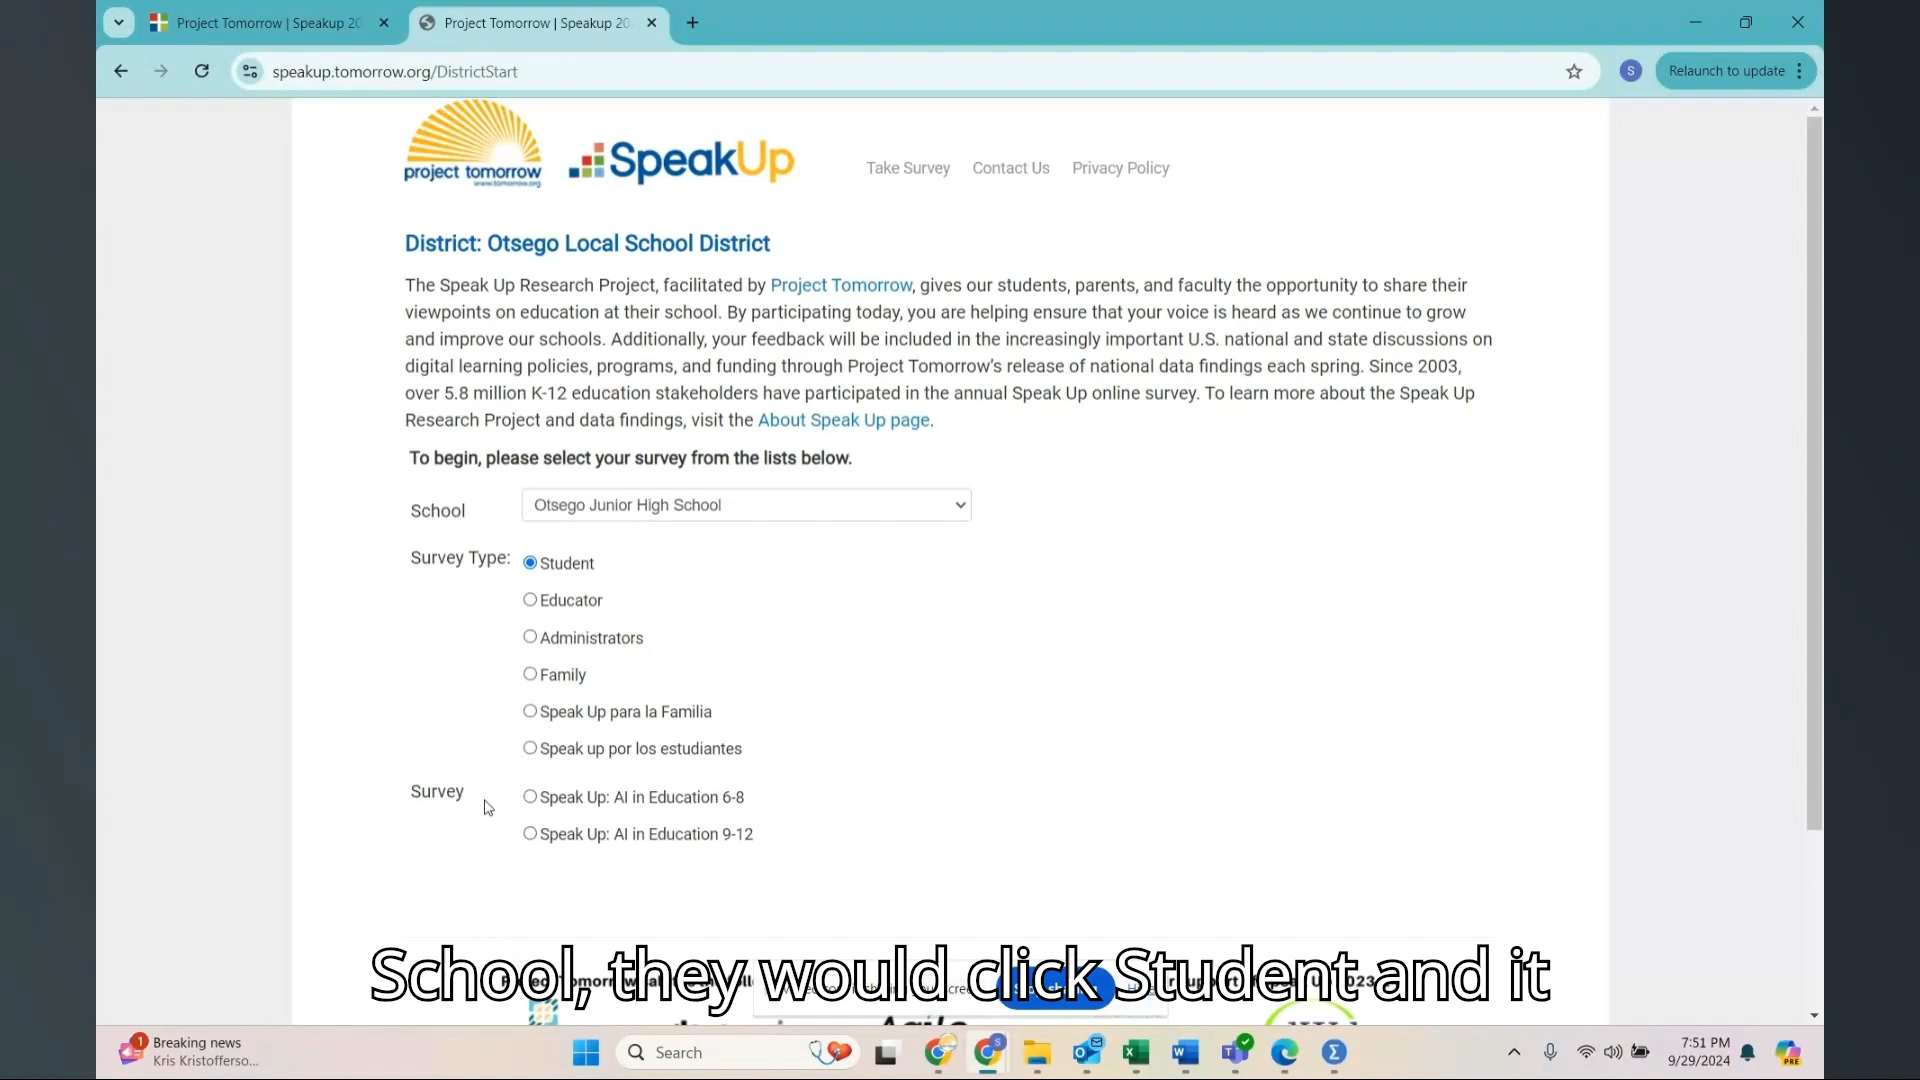 Project Tomorrow | Speakup 20
Project Tomorrow | Speakup 20
speakup.tomorrow.org/DistrictStart
S
Relaunch to update
project tomorrow
www.tomorrow.org
SpeakUp
Take Survey
Contact Us
Privacy Policy
District: Otsego Local School District
The Speak Up Research Project, facilitated by Project Tomorrow, gives our students, parents, and faculty the opportunity to share their
viewpoints on education at their school. By participating today, you are helping ensure that your voice is heard as we continue to grow
and improve our schools. Additionally, your feedback will be included in the increasingly important U.S. national and state discussions on
digital learning policies, programs, and funding through Project Tomorrow’s release of national data findings each spring. Since 2003,
over 5.8 million K-12 education stakeholders have participated in the annual Speak Up online survey. To learn more about the Speak Up
Research Project and data findings, visit the About Speak Up page.
To begin, please select your survey from the lists below.
School
Otsego Junior High School
Survey Type:
Student
Educator
Administrators
Family
Speak Up para la Familia
Speak up por los estudiantes
Survey
Speak Up: AI in Education 6-8
Speak Up: AI in Education 9-12
School, they would click Student and it
1
Breaking news
Kris Kristofferso...
Search
7:51 PM
9/29/2024
PRE